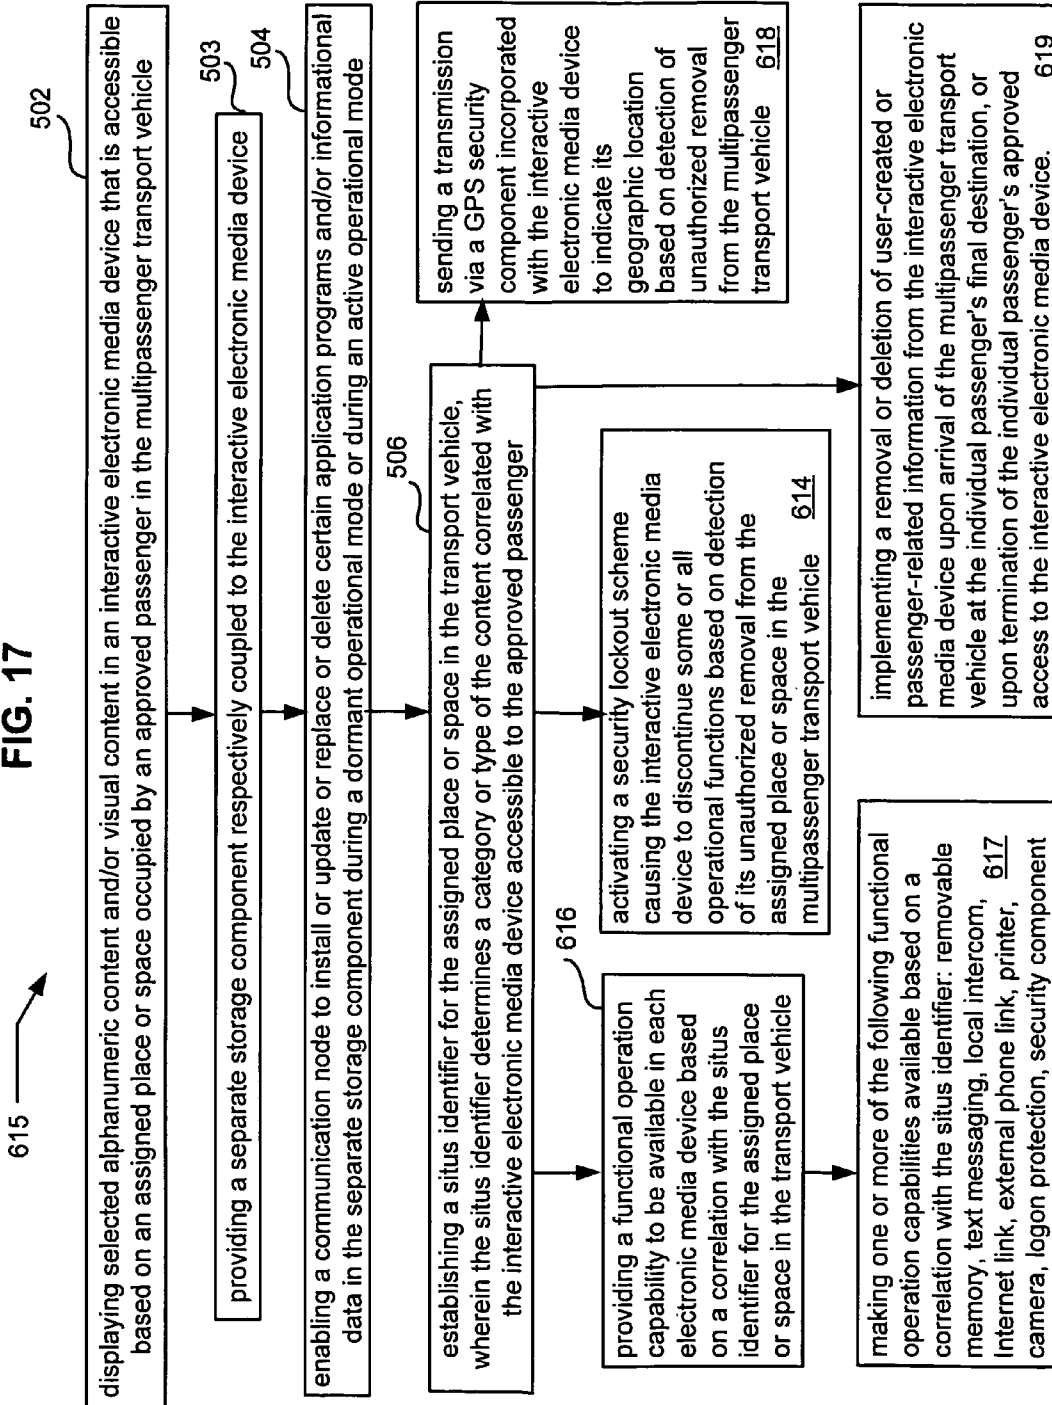 FIG. 17
615
502
displaying selected alphanumeric content and/or visual content in an interactive electronic media device that is accessible
based on an assigned place or space occupied by an approved passenger in the multipassenger transport vehicle
503
providing a separate storage component respectively coupled to the interactive electronic media device
504
enabling a communication node to install or update or replace or delete certain application programs and/or informational
data in the separate storage component during a dormant operational mode or during an active operational mode
506
establishing a situs identifier for the assigned place or space in the transport vehicle,
wherein the situs identifier determines a category or type of the content correlated with
the interactive electronic media device accessible to the approved passenger
sending a transmission
via a GPS security
component incorporated
with the interactive
electronic media device
to indicate its
geographic location
based on detection of
unauthorized removal
from the multipassenger
transport vehicle. 618
616
providing a functional operation
capability to be available in each
electronic media device based
on a correlation with the situs
identifier for the assigned place
or space in the transport vehicle
activating a security lockout scheme
causing the interactive electronic media
device to discontinue some or all
operational functions based on detection
of its unauthorized removal from the
assigned place or space in the
multipassenger transport vehicle 614
making one or more of the following functional
operation capabilities available based on a
correlation with the situs identifier: removable
memory, text messaging, local intercom,
Internet link, external phone link, printer, 617
camera, logon protection, security component
implementing a removal or deletion of user-created or
passenger-related information from the interactive electronic
media device upon arrival of the multipassenger transport
vehicle at the individual passenger's final destination, or
upon termination of the individual passenger's approved
access to the interactive electronic media device. 619